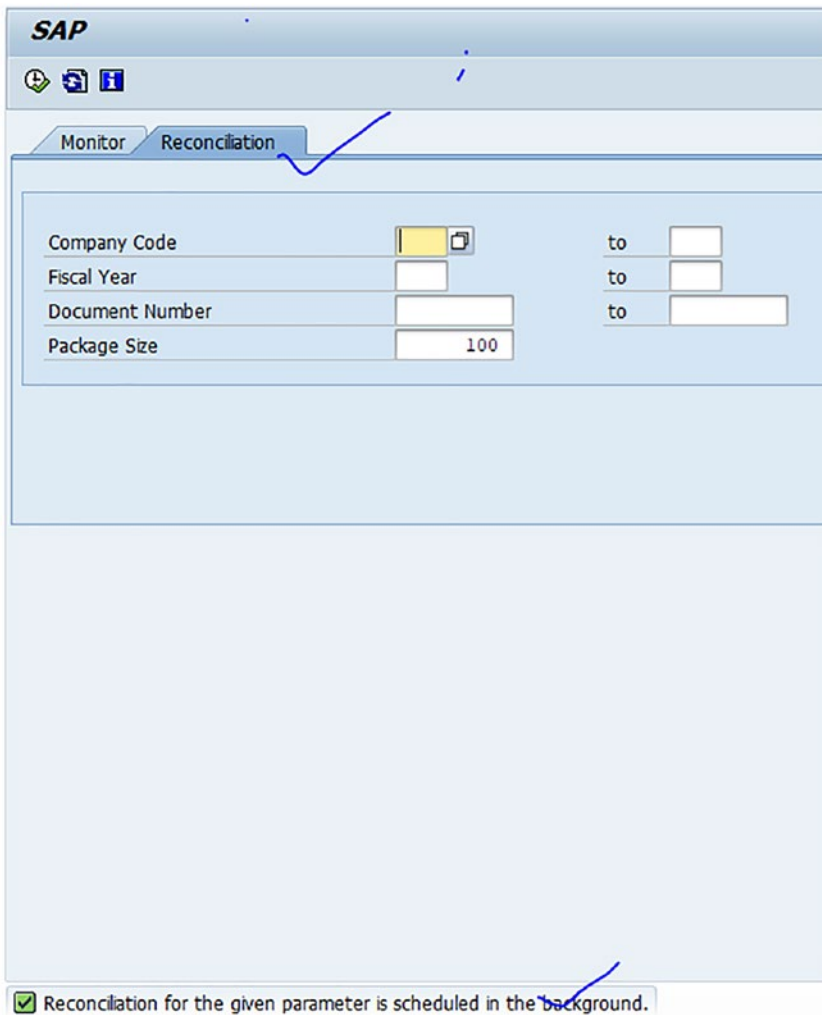 SAP
Monitor Reconciliation
Company Code to
Fiscal Year to
Document Number to
Package Size 100
Reconciliation for the given parameter is scheduled in the background.